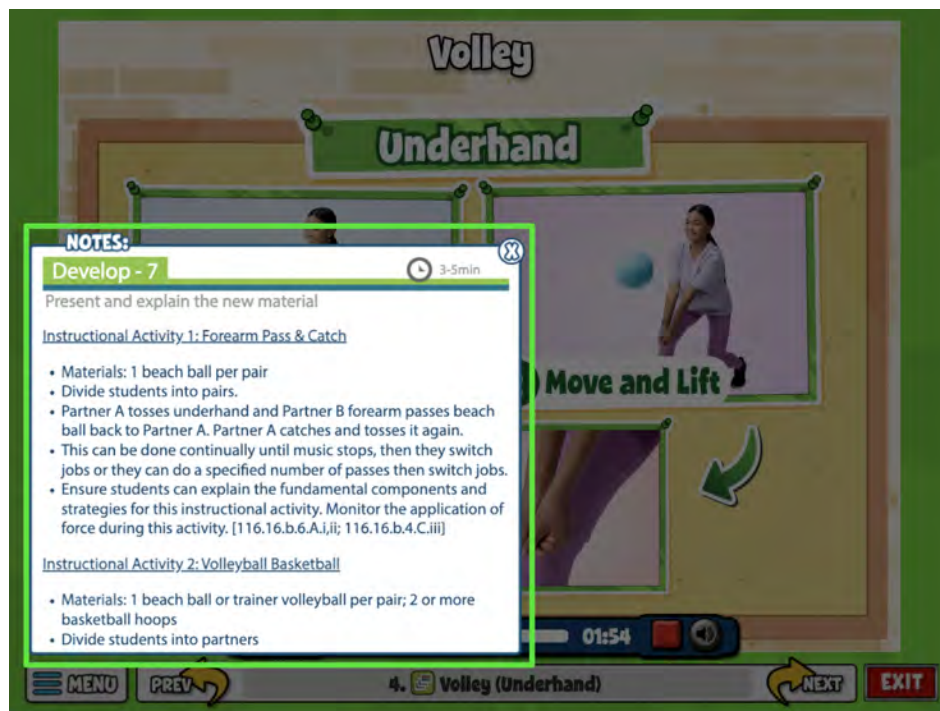 Volley
Underhand
NOTES:
X
Develop - 7
3-5min
Present and explain the new material
Instructional Activity 1: Forearm Pass & Catch
• Materials: 1 beach ball per pair
• Divide students into pairs.
• Partner A tosses underhand and Partner B forearm passes beach
ball back to Partner A. Partner A catches and tosses it again.
• This can be done continually until music stops, then they switch
jobs or they can do a specified number of passes then switch jobs.
• Ensure students can explain the fundamental components and
strategies for this instructional activity. Monitor the application of
force during this activity. [116.16.b.6.A.i,ii; 116.16.b.4.C.iii]
Instructional Activity 2: Volleyball Basketball
• Materials: 1 beach ball or trainer volleyball per pair; 2 or more
basketball hoops
• Divide students into partners
Move and Lift
01:54
MENU
PREV
4. Volley (Underhand)
NEXT
EXIT